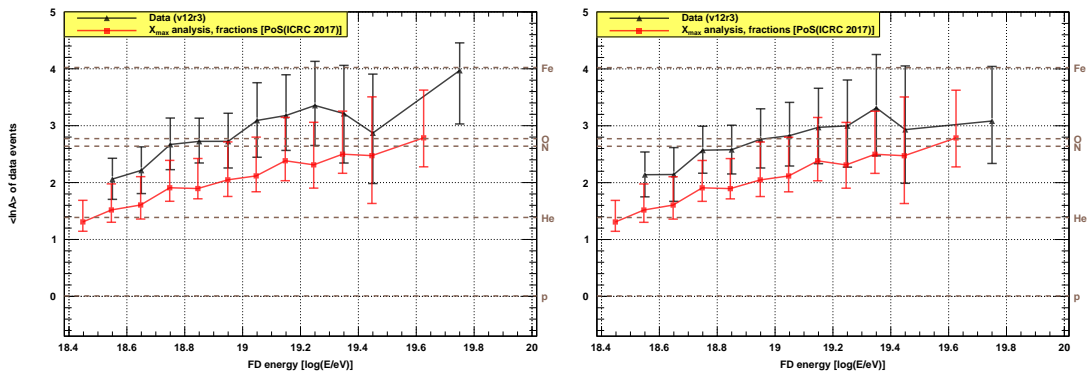 Data (v12r3)
Xmax analysis, fractions [PoS(ICRC 2017)]
<lnA> of data events
5
4
3
2
1
0
Fe
O
N
He
p
18.4 18.6 18.8 19 19.2 19.4 19.6 19.8 20
FD energy [log(E/eV)]
Data (v12r3)
Xmax analysis, fractions [PoS(ICRC 2017)]
5
4
3
2
1
0
Fe
O
N
He
p
18.4 18.6 18.8 19 19.2 19.4 19.6 19.8 20
FD energy [log(E/eV)]